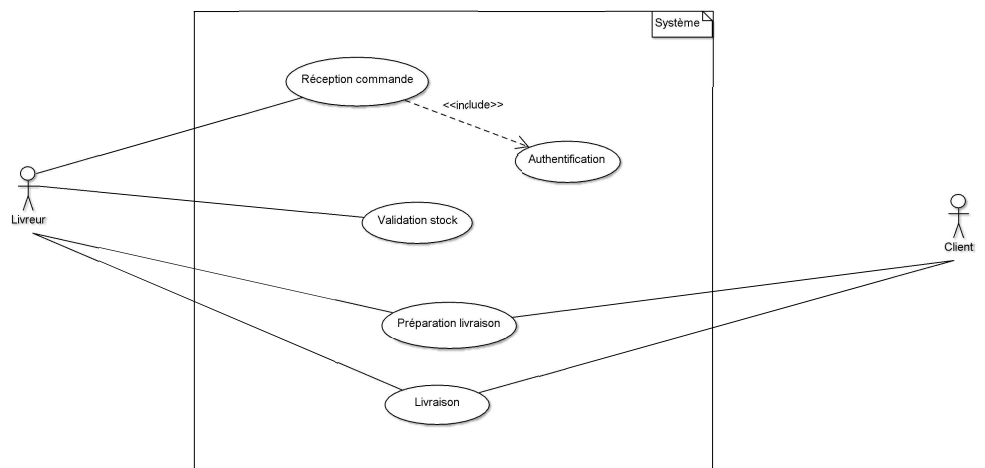 Système
Réception commande
<<include>>
Authentification
Livreur
Validation stock
Client
Préparation livraison
Livraison